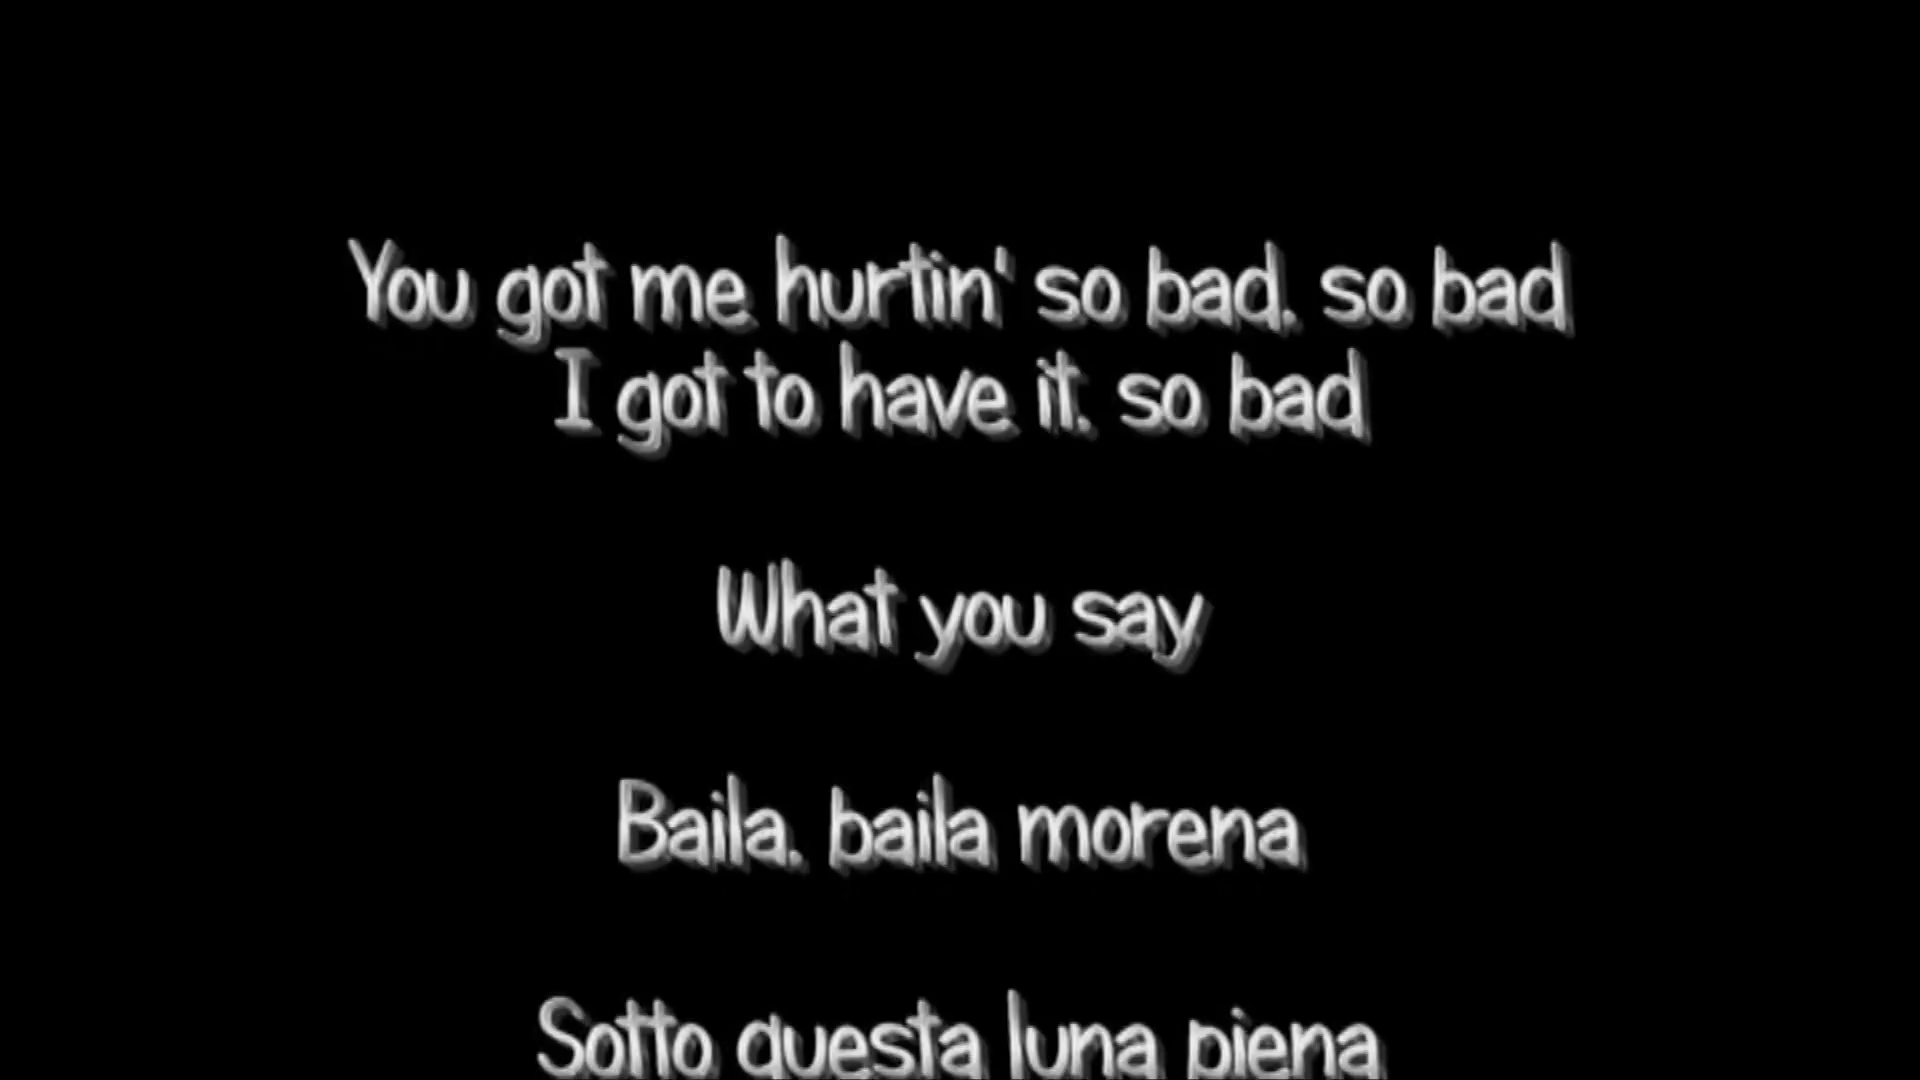 You got me hurtin' so bad, so bad
I got to have it, so bad
What you say
Baila, baila morena
Sotto questa luna piena